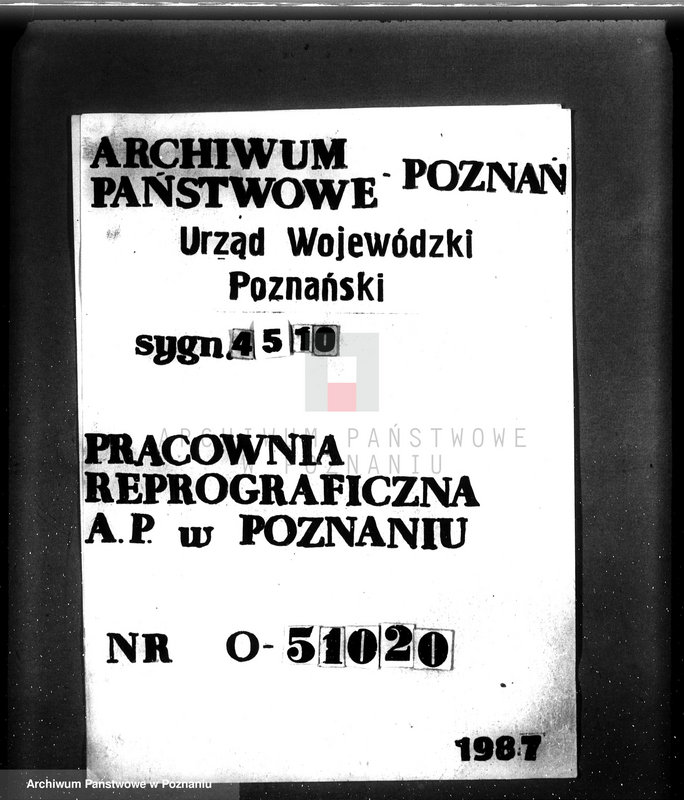 ARCHIWUM
PAŃSTWOWE - POZNAŃ
Urząd Wojewódzki
Poznański
sygn. 4510
ARCHIWUM PAŃSTWOWE
W POZNANIU
PRACOWNIA
REPROGRAFICZNA
A.P. w POZNANIU
NR O-51020
1987
Archiwum Państwowe w Poznaniu